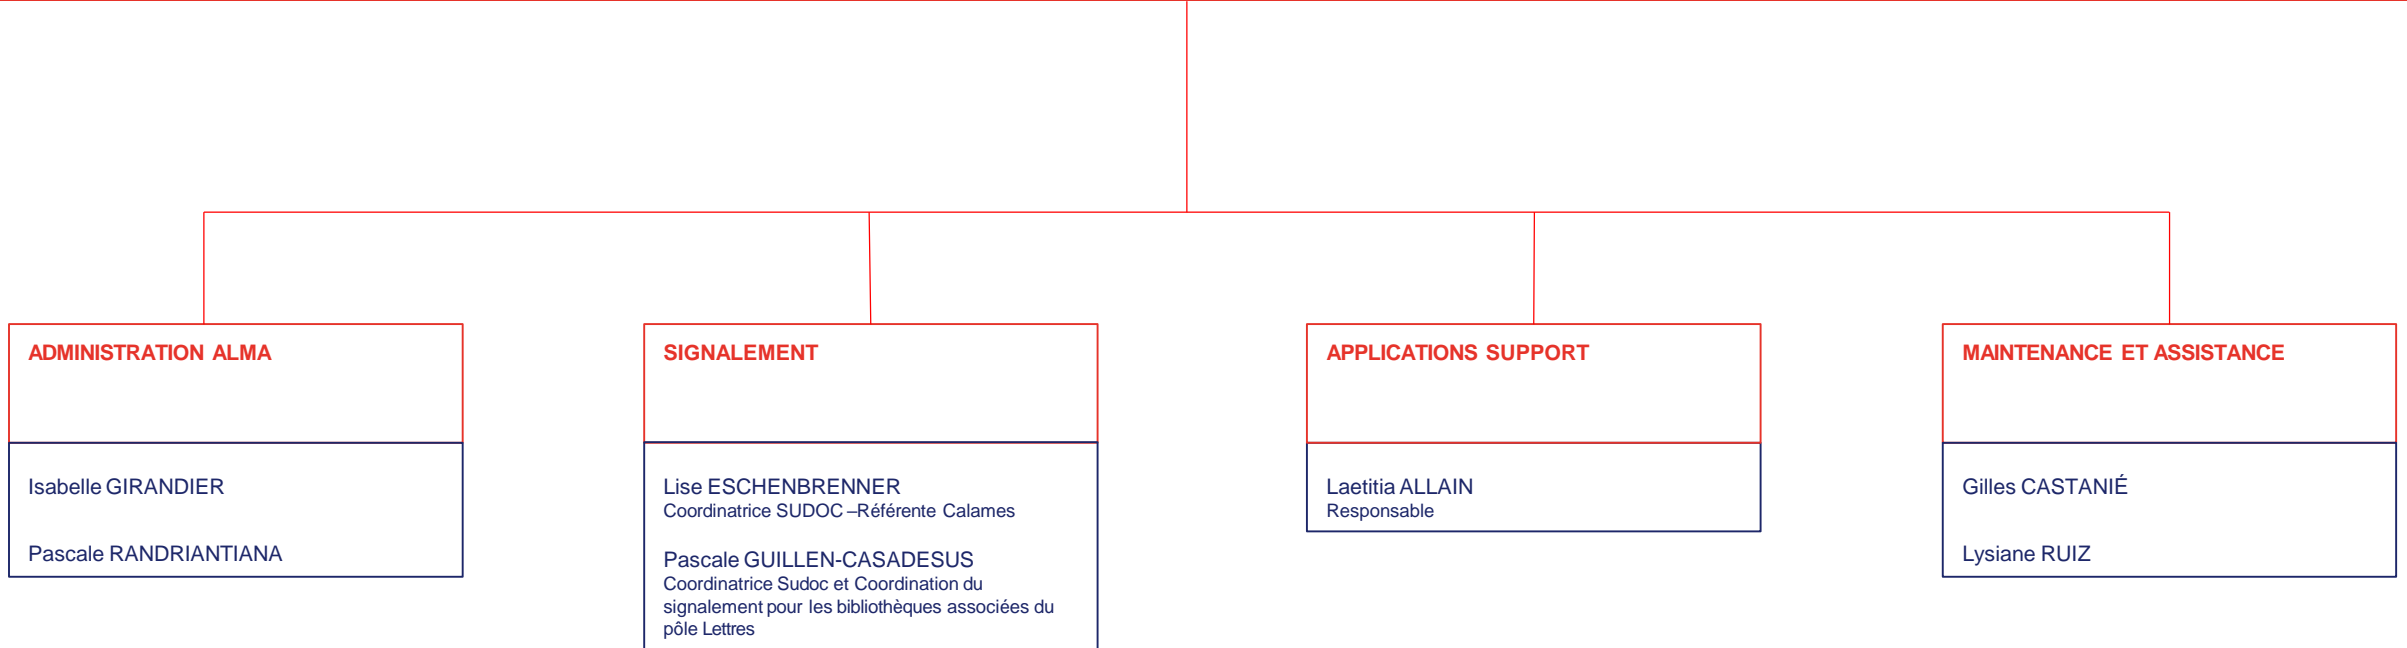 ADMINISTRATION ALMA
Isabelle GIRANDIER
Pascale RANDRIANTIANA
SIGNALEMENT
Lise ESCHENBRENNER
Coordinatrice SUDOC –Référente Calames
Pascale GUILLEN-CASADESUS
Coordinatrice Sudoc et Coordination du
signalement pour les bibliothèques associées du
pôle Lettres
APPLICATIONS SUPPORT
Laetitia ALLAIN
Responsable
MAINTENANCE ET ASSISTANCE
Gilles CASTANIÉ
Lysiane RUIZ